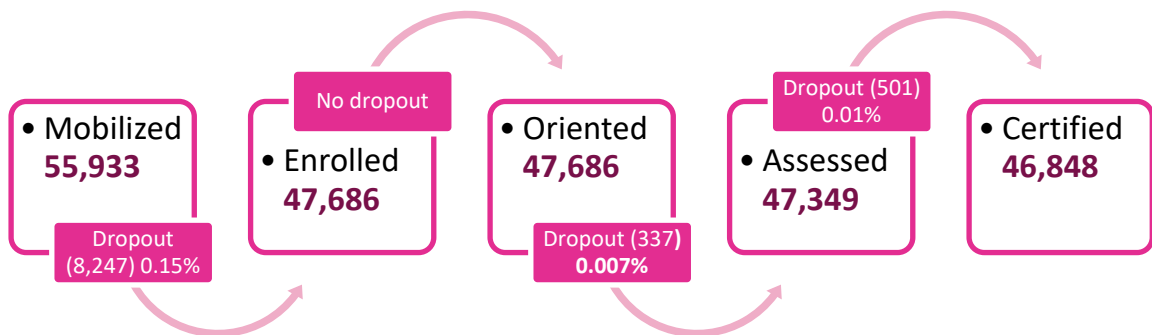 • Mobilized
55,933
Dropout
(8,247) 0.15%
No dropout
• Enrolled
47,686
• Oriented
47,686
Dropout (337)
0.007%
Dropout (501)
0.01%
• Assessed
47,349
• Certified
46,848